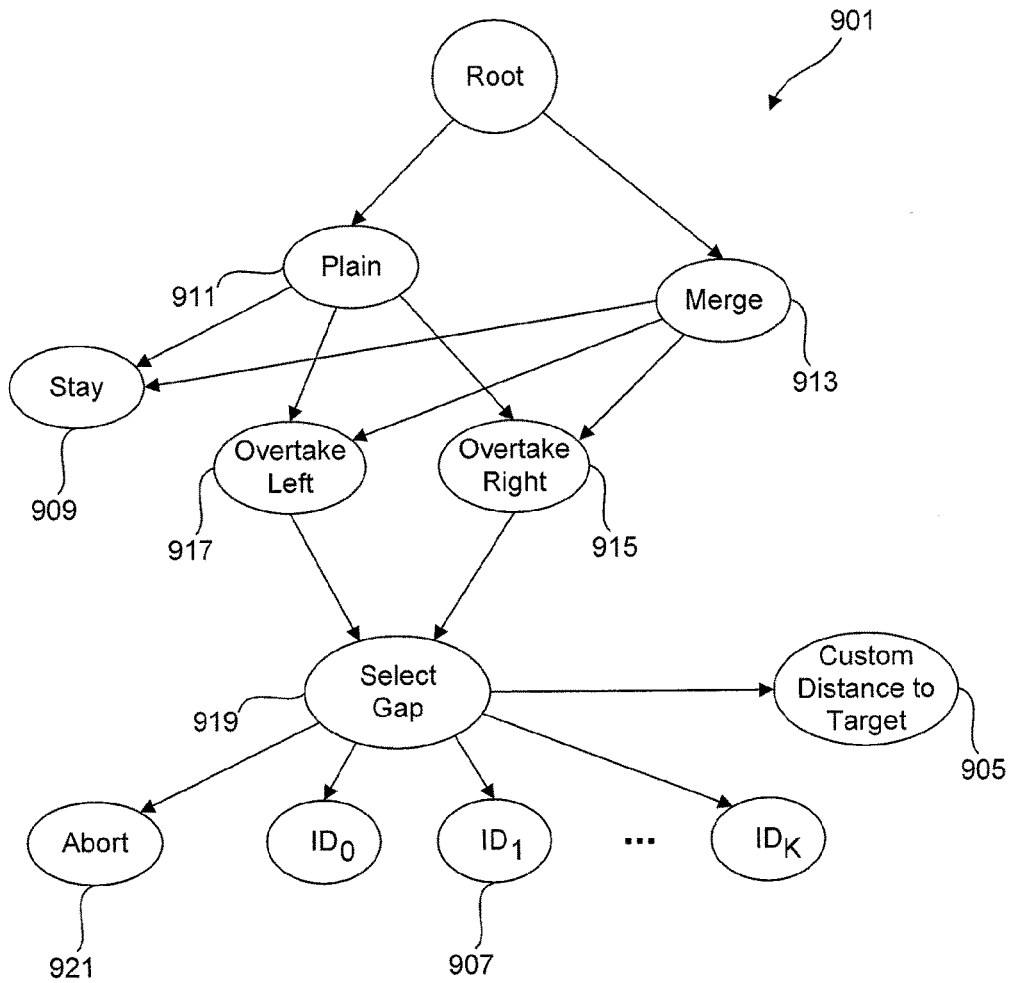 901
Root
Plain
911
Merge
913
Stay
909
Overtake
Left
917
Overtake
Right
915
Select
Gap
919
Custom
Distance to
Target
905
Abort
921
ID0
ID1
907
...
IDK